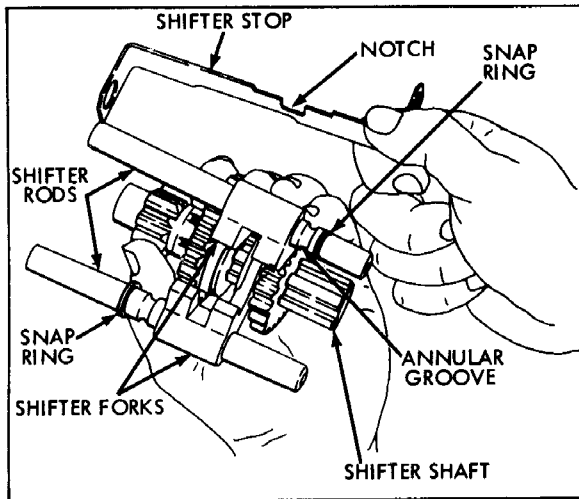 SHIFTER STOP
NOTCH
SNAP
RING
SHIFTER
RODS
SNAP
RING
ANNULAR
GROOVE
SHIFTER FORKS
SHIFTER SHAFT